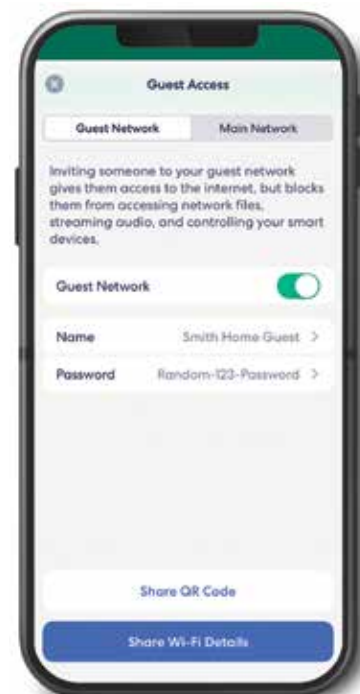 Guest Access
Guest Network Main Network
Inviting someone to your guest network
gives them access to the internet, but blocks
them from accessing network files,
streaming audio, and controlling your smart
devices.
Guest Network
Name Smith Home Guest >
Password Random-123-Password >
Share QR Code
Share Wi-Fi Details